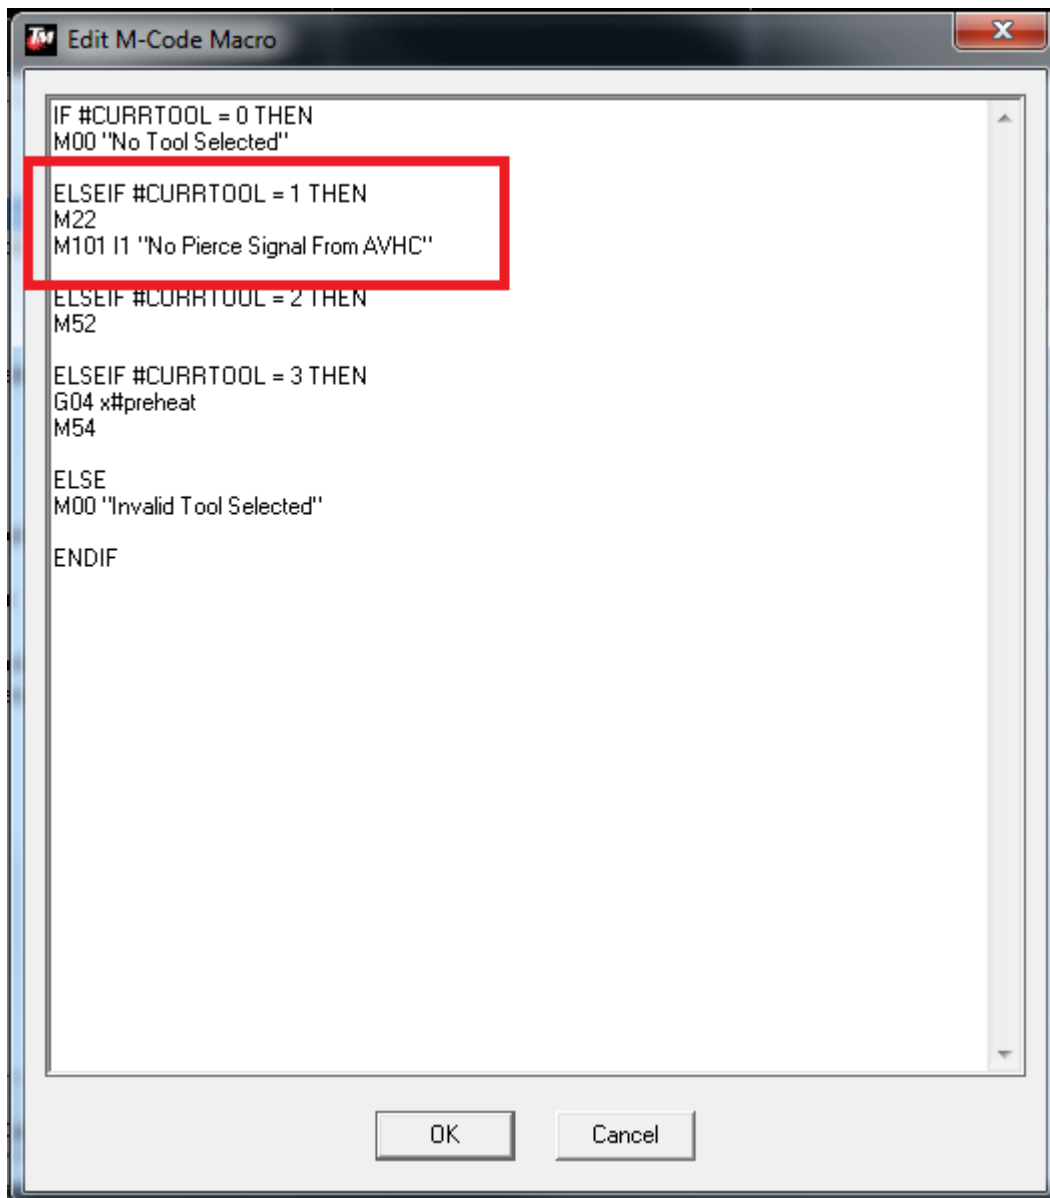 TM Edit M-Code Macro
IF #CURRTOOL = 0 THEN
M00 "No Tool Selected"
ELSEIF #CURRTOOL = 1 THEN
M22
M101 I1 "No Pierce Signal From AVHC"
ELSEIF #CURRTOOL = 2 THEN
M52
ELSEIF #CURRTOOL = 3 THEN
G04 x#preheat
M54
ELSE
M00 "Invalid Tool Selected"
ENDIF
OK Cancel